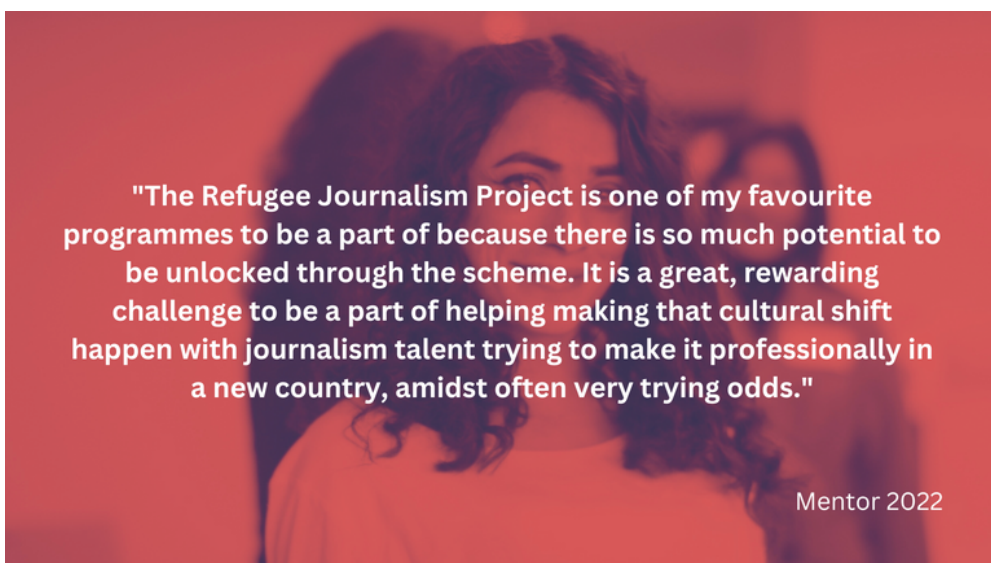 "The Refugee Journalism Project is one of my favourite
programmes to be a part of because there is so much potential to
be unlocked through the scheme. It is a great, rewarding
challenge to be a part of helping making that cultural shift
happen with journalism talent trying to make it professionally in
a new country, amidst often very trying odds."
Mentor 2022